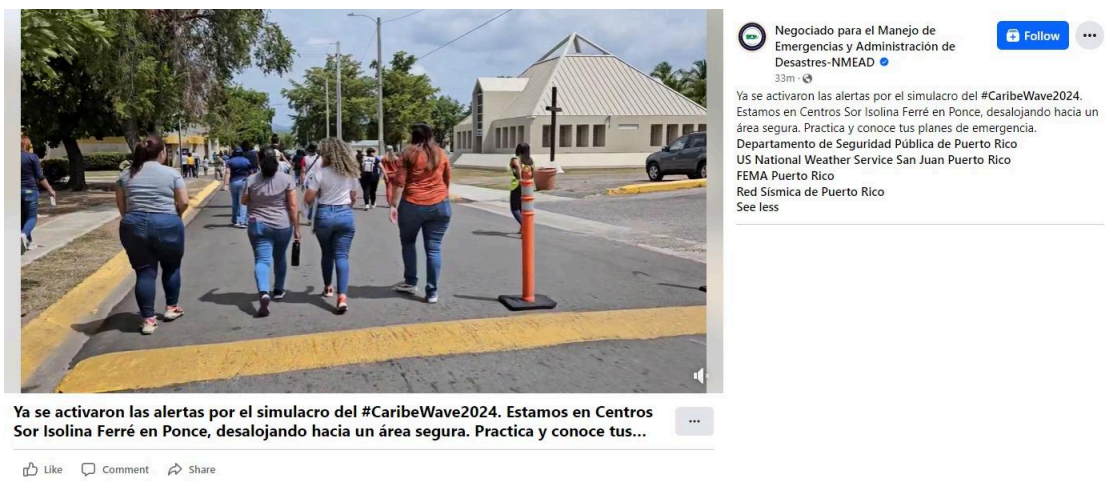 Negociado para el Manejo de
Emergencias y Administración de
Desastres-NMEAD
Follow
33m ·
Ya se activaron las alertas por el simulacro del #CaribeWave2024.
Estamos en Centros Sor Isolina Ferré en Ponce, desalojando hacia un
área segura. Practica y conoce tus planes de emergencia.
Departamento de Seguridad Pública de Puerto Rico
US National Weather Service San Juan Puerto Rico
FEMA Puerto Rico
Red Sísmica de Puerto Rico
See less
Ya se activaron las alertas por el simulacro del #CaribeWave2024. Estamos en Centros
Sor Isolina Ferré en Ponce, desalojando hacia un área segura. Practica y conoce tus...
Like Comment Share